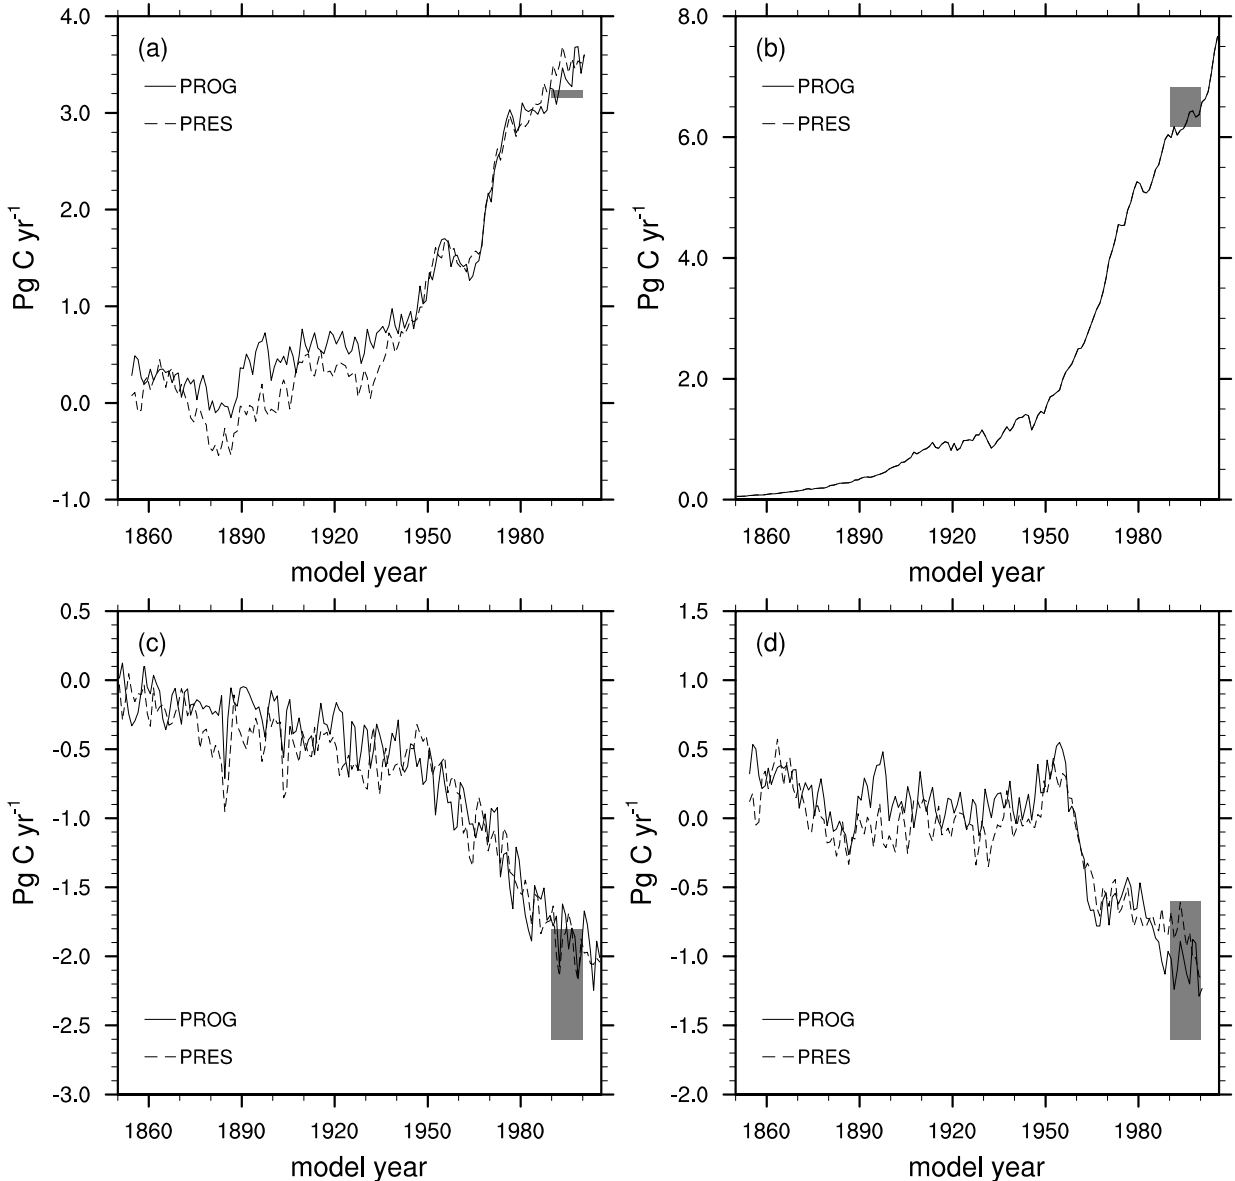 (a)
PROG
PRES
4.0
3.0
2.0
1.0
0.0
-1.0
Pg C yr-1
1860 1890 1920 1950 1980
model year
(b)
PROG
PRES
8.0
6.0
4.0
2.0
0.0
Pg C yr-1
1860 1890 1920 1950 1980
model year
(c)
PROG
PRES
0.5
0.0
-0.5
-1.0
-1.5
-2.0
-2.5
-3.0
Pg C yr-1
1860 1890 1920 1950 1980
model year
(d)
PROG
PRES
1.5
1.0
0.5
0.0
-0.5
-1.0
-1.5
-2.0
Pg C yr-1
1860 1890 1920 1950 1980
model year